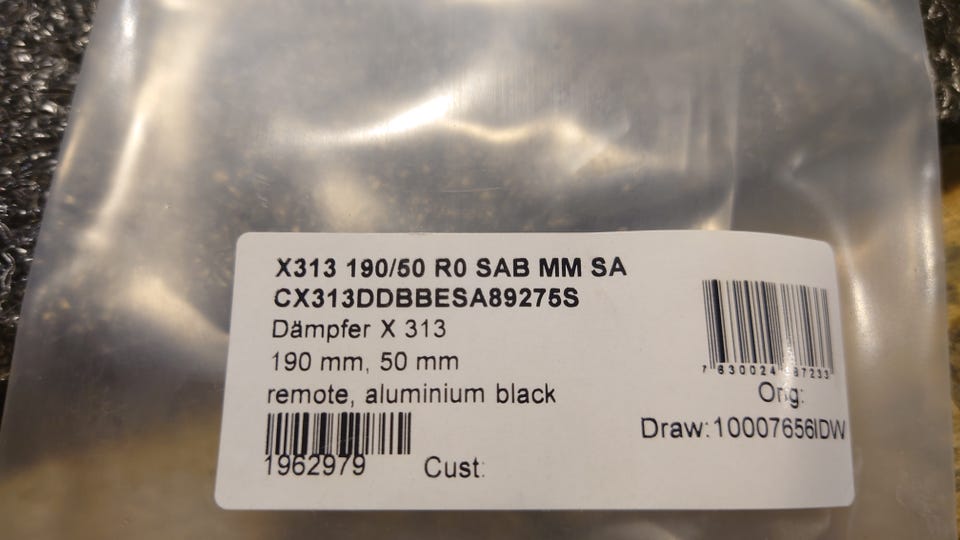 X313 190/50 R0 SAB MM SA
CX313DDBBESA89275S
Dämpfer X 313
190 mm, 50 mm
remote, aluminium black
1962979
Cust:
Orig:
Draw:10007656IDW